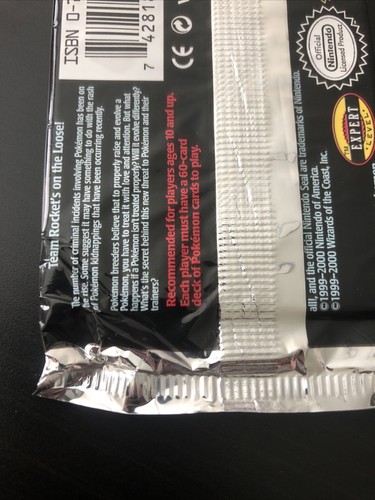 ISBN 0-7
7 42818
CE
Team Rocket's on the Loose!
The number of criminal incidents involving Pokémon has been on
the rise. Some suggest it may have something to do with the rash
of Pokémon kidnappings that have been occurring recently.
Pokémon breeders believe that to properly raise and evolve a
Pokémon, you have to treat it with love and attention. But what
happens if a Pokémon isn't treated properly? Will it evolve differently?
What's the secret behind this new threat to Pokémon and their
trainers?
Recommended for players ages 10 and up.
Each player must have a 60-card
deck of Pokémon cards to play.
Official
Nintendo
Licensed Product
EXPERT
LEVEL
all!, and the official Nintendo Seal are trademarks of Nintendo.
©1999–2000 Nintendo of America.
©1999–2000 Wizards of the Coast, Inc.